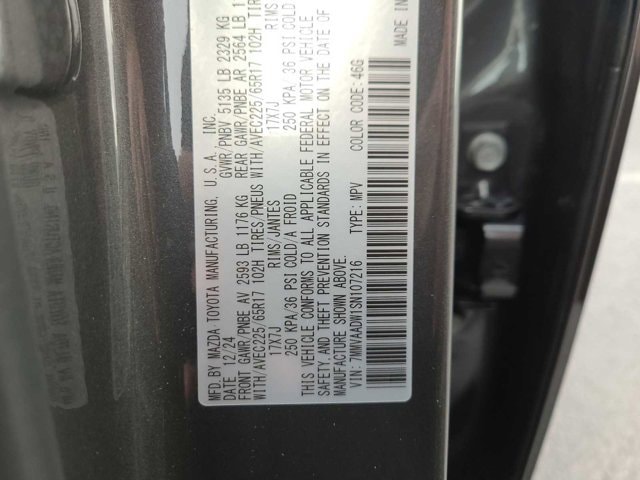 MFD. BY MAZDA-TOYOTA MANUFACTURING, U.S.A. INC.
DATE 12/24 GVWR/PNBV 5135 LB 2329 KG
FRONT GAWR/PNBE AV 2593 LB 1176 KG REAR GAWR/PNBE AR 2564 LB 1
WITH/AVEC225/65R17 102H TIRES/PNEUS WITH/AVEC225/65R17 102H TIRE
17X7J RIMS/JANTES 17X7J RIMS
250 KPA/36 PSI COLD/A FROID 250 KPA, 36 PSI COLD
THIS VEHICLE CONFORMS TO ALL APPLICABLE FEDERAL MOTOR VEHICLE
SAFETY, AND THEFT PREVENTION STANDARDS IN EFFECT ON THE DATE OF
MANUFACTURE SHOWN ABOVE.
VIN: 7MMVAADW1SN107216 TYPE: MPV COLOR CODE: 46G MADE IN